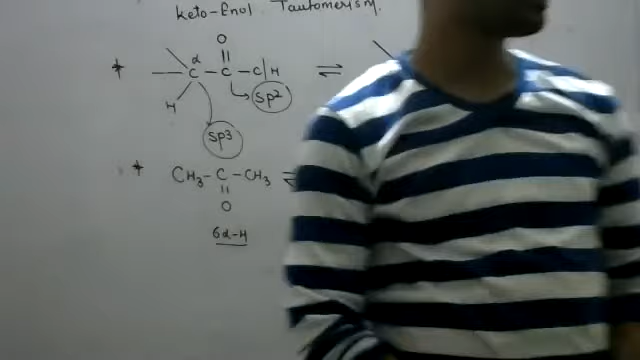 Keto-Enol Tautomerism.
O
* - C α - C - C|H ⇌
H
sp2
sp3
* CH3-C-CH3 ⇌
O
6α-H